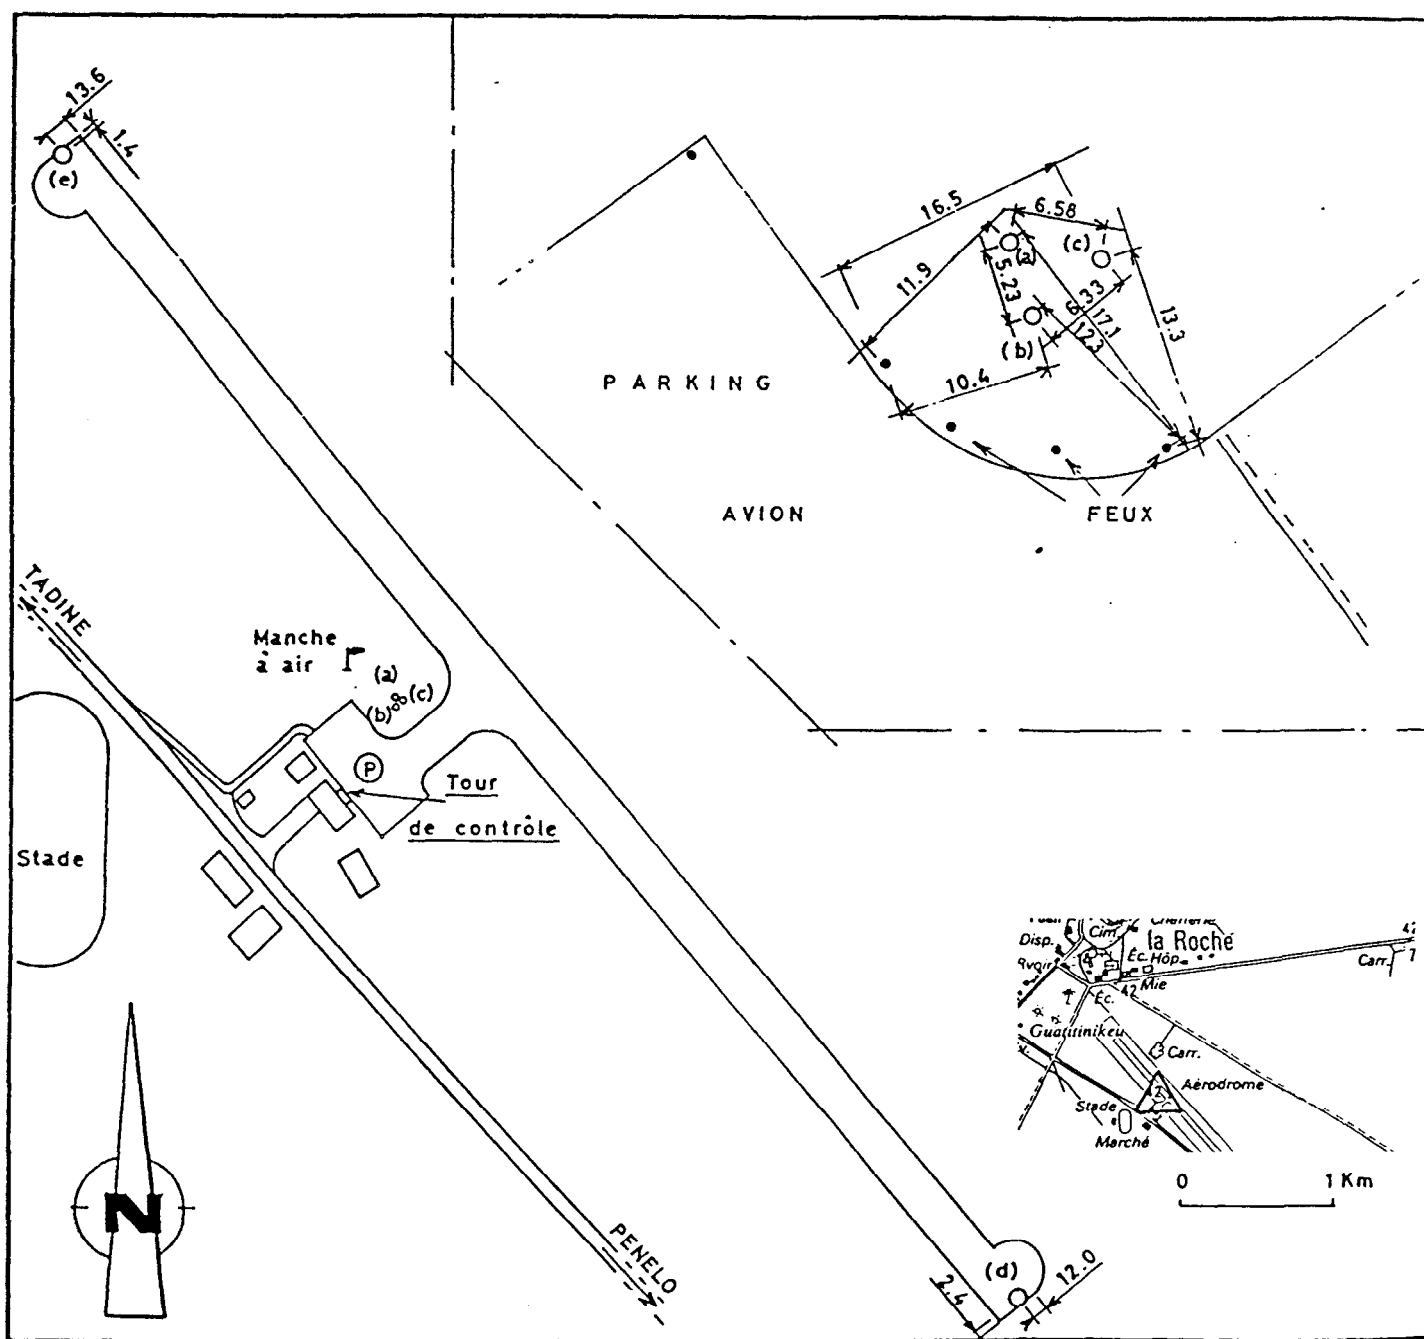 13.6
1.4
(e)
16.5
6.58
(c)
(a)
11.9
5.23
6.33
17.1
12.3
13.3
(b)
10.4
PARKING
AVION
FEUX
TADINE
Manche
à air
(a)
(b)
(c)
P
Tour
de contrôle
Stade
la Roche
Disp.
Cim.
Éc.
Hôp.
Mie
Carr.
42
Éc.
Guatitinikeu
Carr.
Aérodrome
Stade
Marché
0
1 Km
N
PENELO
(d)
12.0
2.4